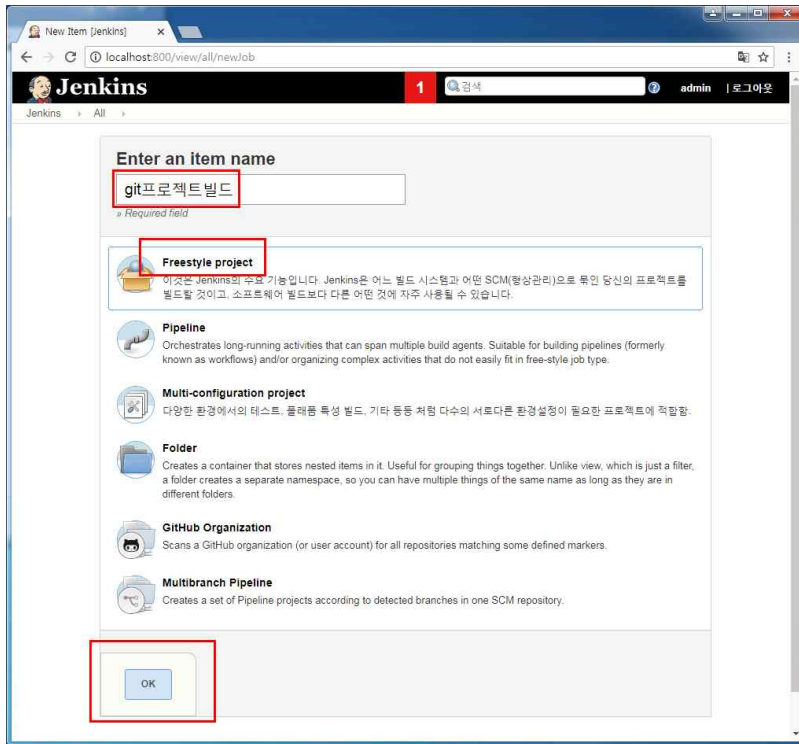 New Item [Jenkins]
localhost:800/view/all/newJob
Jenkins
1
검색
admin
| 로그아웃
Jenkins
All
Enter an item name
git프로젝트빌드
» Required field
Freestyle project
이것은 Jenkins의 주요 기능입니다. Jenkins은 어느 빌드 시스템과 어떤 SCM(형상관리)으로 묶인 당신의 프로젝트를
빌드할 것이고, 소프트웨어 빌드보다 다른 어떤 것에 자주 사용될 수 있습니다.
Pipeline
Orchestrates long-running activities that can span multiple build agents. Suitable for building pipelines (formerly
known as workflows) and/or organizing complex activities that do not easily fit in free-style job type.
Multi-configuration project
다양한 환경에서의 테스트, 플래폼 특성 빌드, 기타 등등 처럼 다수의 서로다른 환경설정이 필요한 프로젝트에 적합함.
Folder
Creates a container that stores nested items in it. Useful for grouping things together. Unlike view, which is just a filter,
a folder creates a separate namespace, so you can have multiple things of the same name as long as they are in
different folders.
GitHub Organization
Scans a GitHub organization (or user account) for all repositories matching some defined markers.
Multibranch Pipeline
Creates a set of Pipeline projects according to detected branches in one SCM repository.
OK